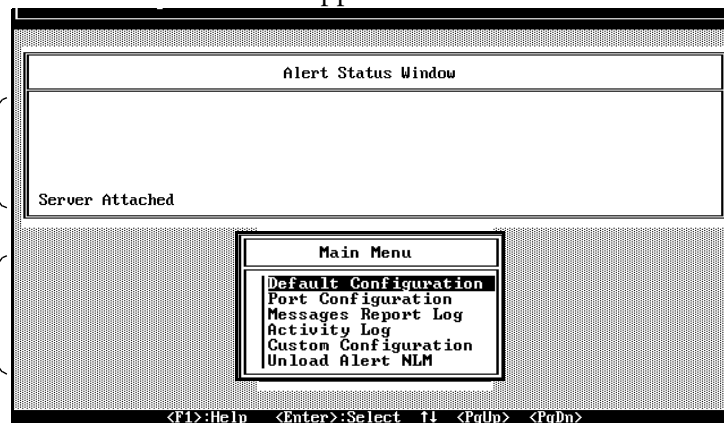 Alert Status Window
Server Attached
Main Menu
Default Configuration
Port Configuration
Messages Report Log
Activity Log
Custom Configuration
Unload Alert NLM
<F1>:Help <Enter>:Select ↑↓ <PgUp> <PgDn>